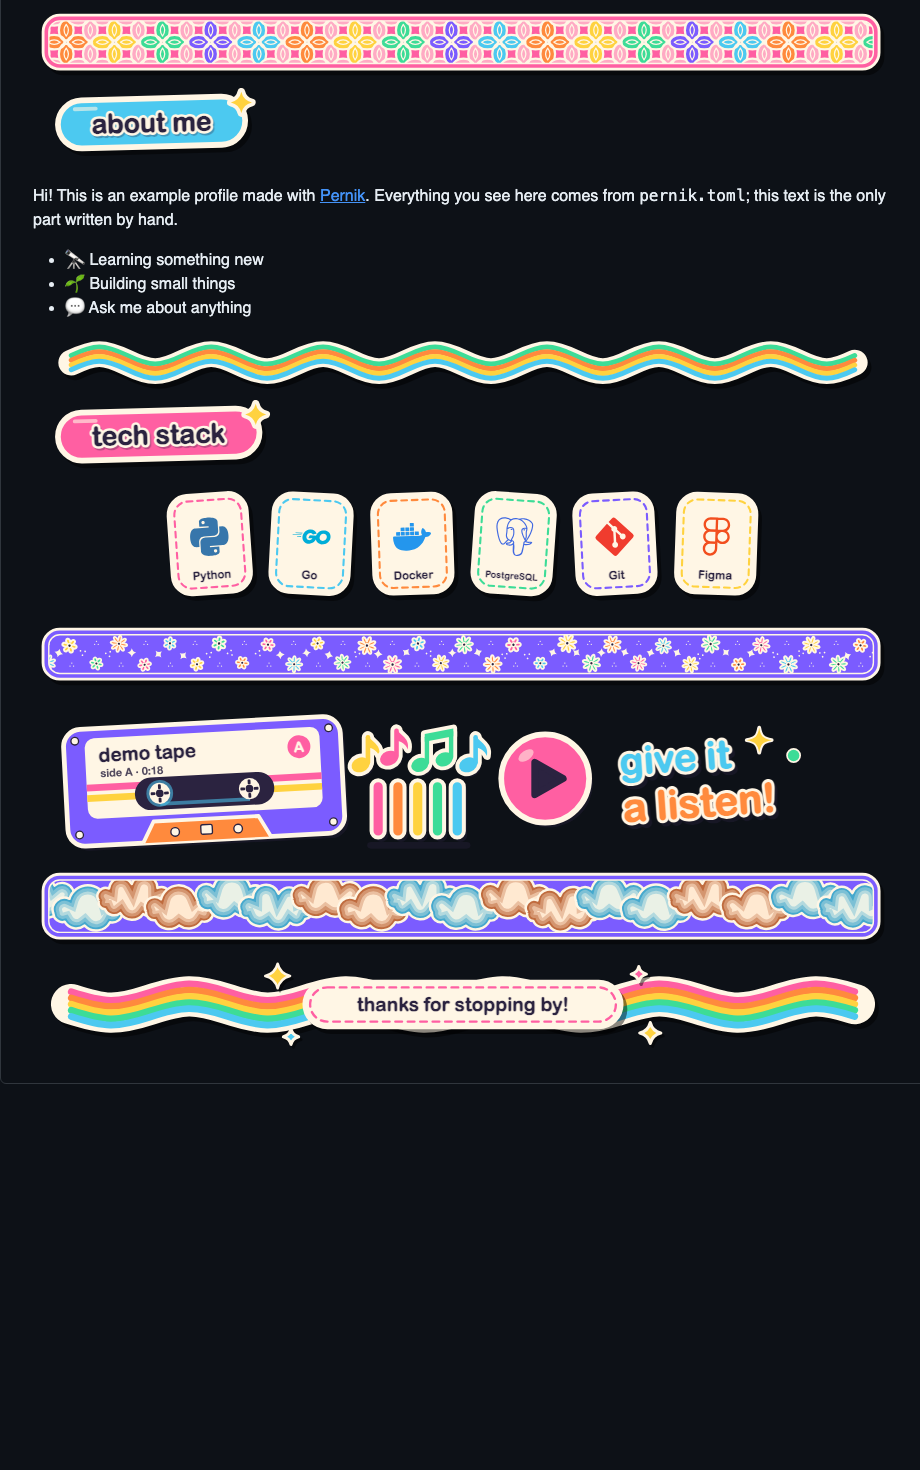 about me
Hi! This is an example profile made with Pernik. Everything you see here comes from pernik.toml; this text is the only
part written by hand.
Learning something new
Building small things
Ask me about anything
tech stack
GO
Python
Go
Docker
PostgreSQL
Git
Figma
demo tape
A
side A · 0:18
give it
a listen!
thanks for stopping by!